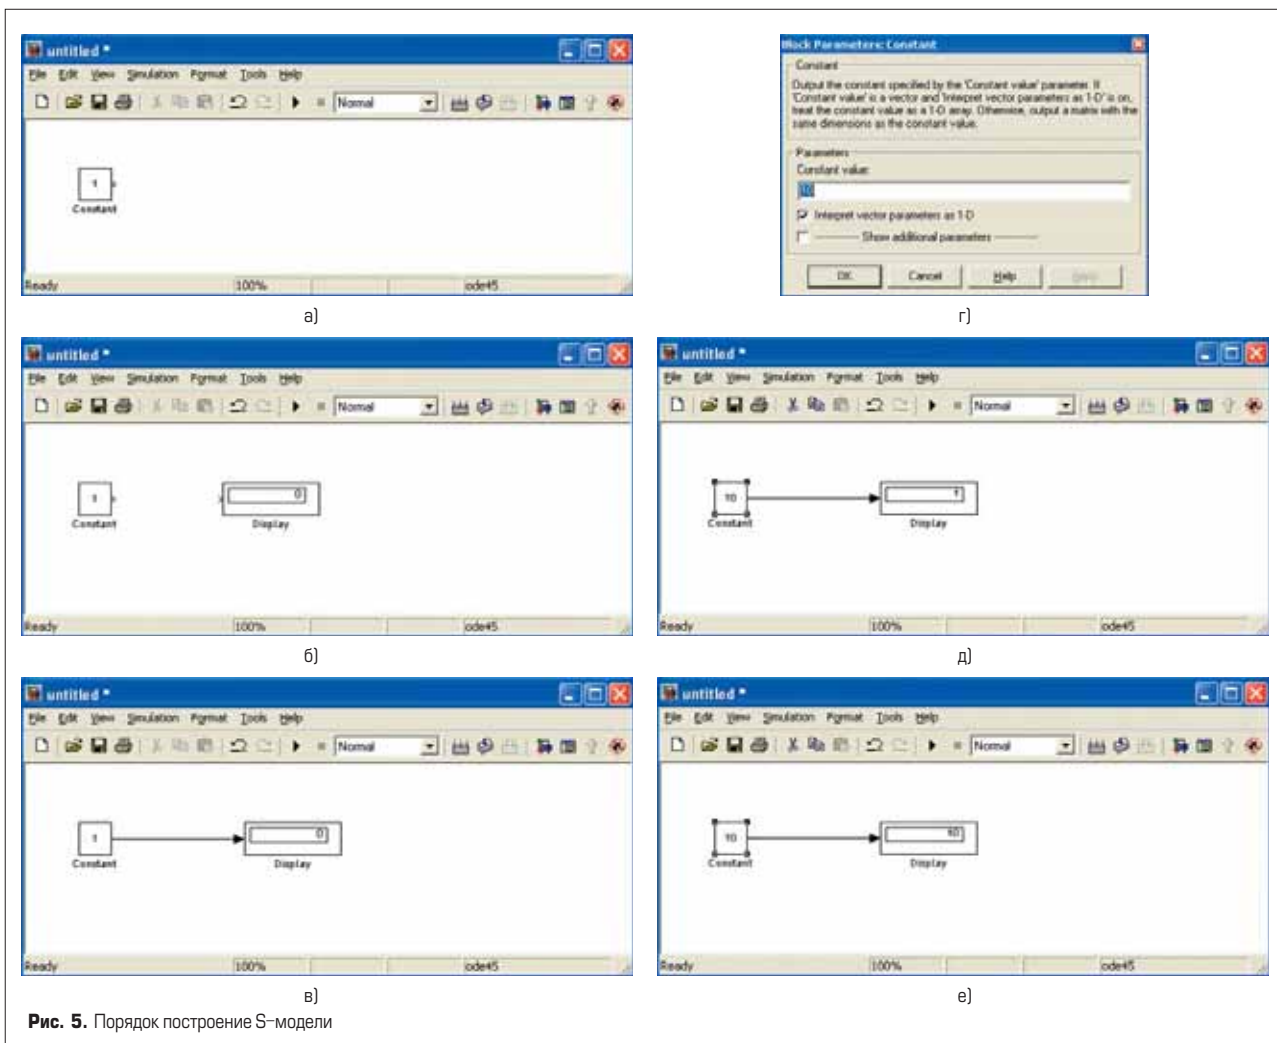 untitled *
File Edit View Simulation Format Tools Help
Normal
1
Constant
Ready 100% ode45
а)
Block Parameters: Constant
Constant
Output the constant specified by the 'Constant value' parameter. If
'Constant value' is a vector and 'Interpret vector parameters as 1-D' is on,
treat the constant value as a 1-D array. Otherwise, output a matrix with the
same dimensions as the constant value.
Parameters
Constant value:
10
Interpret vector parameters as 1-D
Show additional parameters
OK Cancel Help
г)
untitled *
File Edit View Simulation Format Tools Help
Normal
1 0
Constant Display
Ready 100% ode45
б)
untitled *
File Edit View Simulation Format Tools Help
Normal
10 1
Constant Display
Ready 100% ode45
д)
untitled *
File Edit View Simulation Format Tools Help
Normal
1 0
Constant Display
Ready 100% ode45
в)
untitled *
File Edit View Simulation Format Tools Help
Normal
10 10
Constant Display
Ready 100% ode45
е)
Рис. 5. Порядок построение S–модели